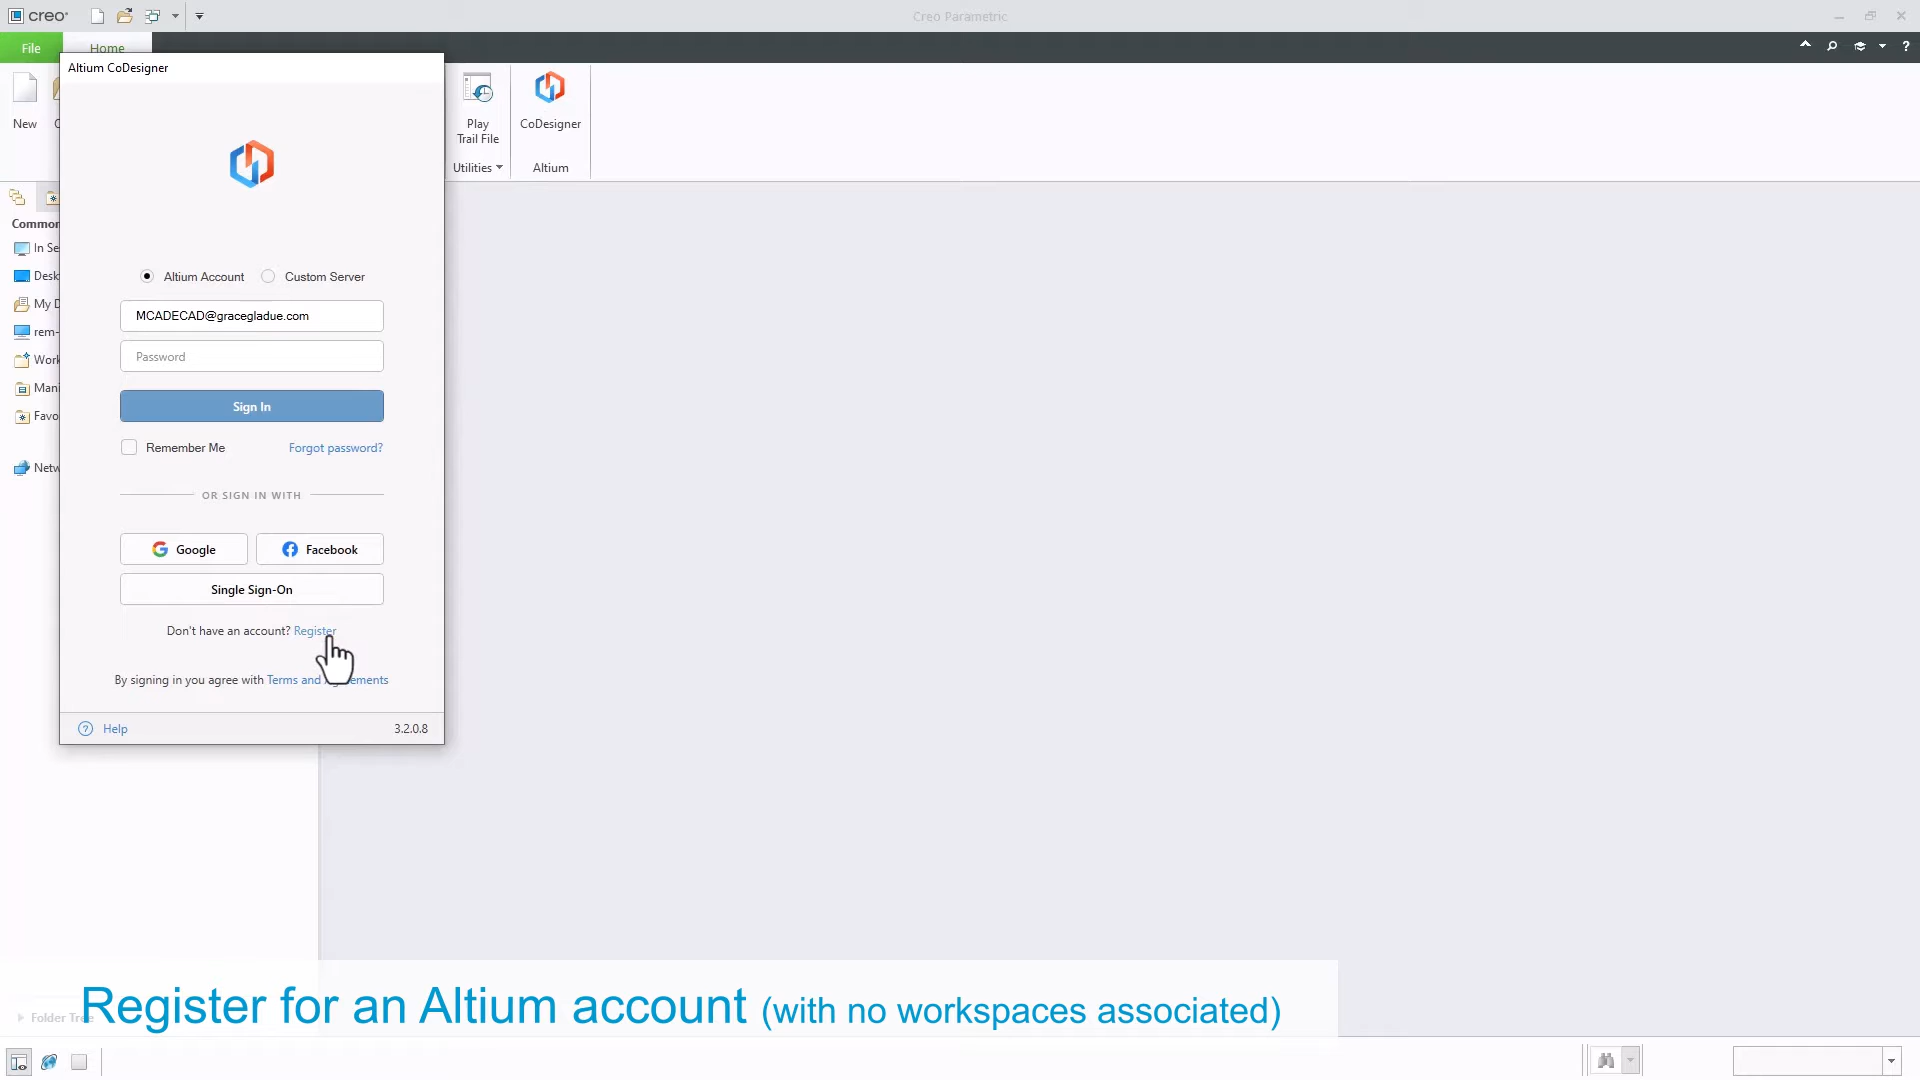 creo
Creo Parametric
File
Home
?
Altium CoDesigner
New
Play
Trail File
CoDesigner
Utilities
Altium
Altium Account
Custom Server
MCADECAD@gracegladue.com
Password
Sign In
Remember Me
Forgot password?
OR SIGN IN WITH
Google
Facebook
Single Sign-On
Don't have an account? Register
By signing in you agree with Terms and
? Help
3.2.0.8
Register for an Altium account (with no workspaces associated)